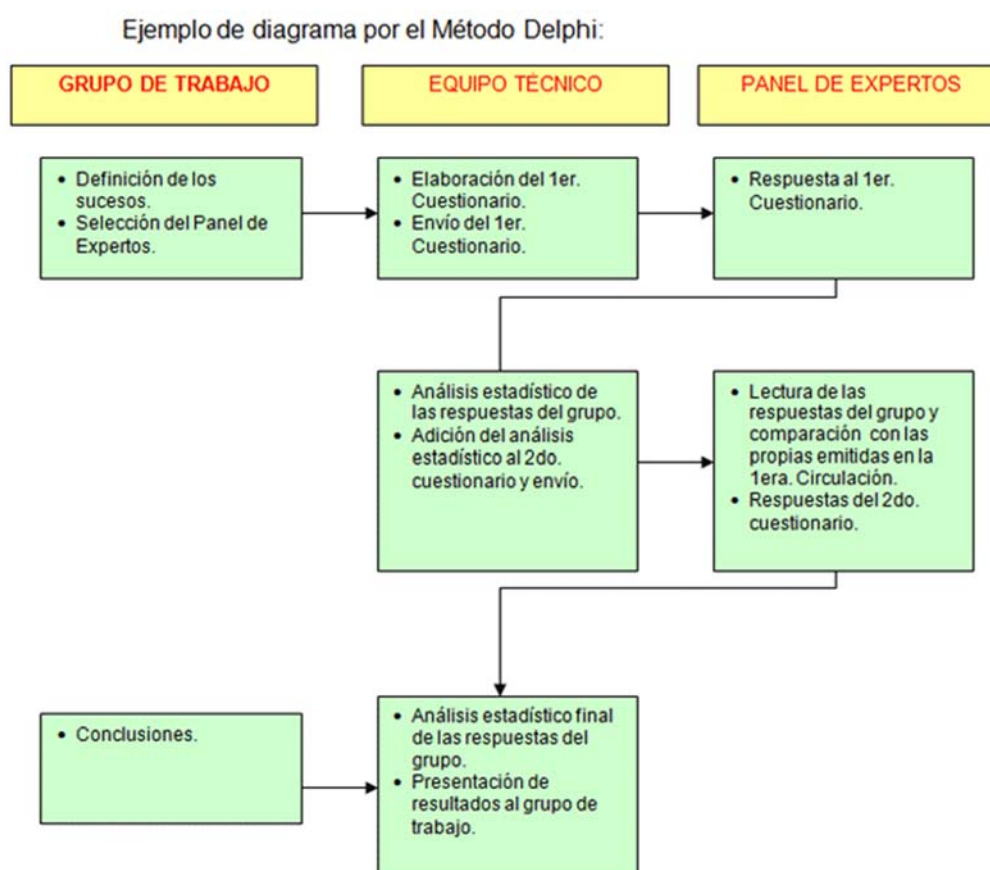 Ejemplo de diagrama por el Método Delphi:
GRUPO DE TRABAJO
EQUIPO TÉCNICO
PANEL DE EXPERTOS
• Definición de los
sucesos.
• Selección del Panel de
Expertos.
• Elaboración del 1er.
Cuestionario.
• Envío del 1er.
Cuestionario.
• Respuesta al 1er.
Cuestionario.
• Análisis estadístico de
las respuestas del grupo.
• Adición del análisis
estadístico al 2do.
cuestionario y envío.
• Lectura de las
respuestas del grupo y
comparación con las
propias emitidas en la
1era. Circulación.
• Respuestas del 2do.
cuestionario.
• Conclusiones.
• Análisis estadístico final
de las respuestas del
grupo.
• Presentación de
resultados al grupo de
trabajo.